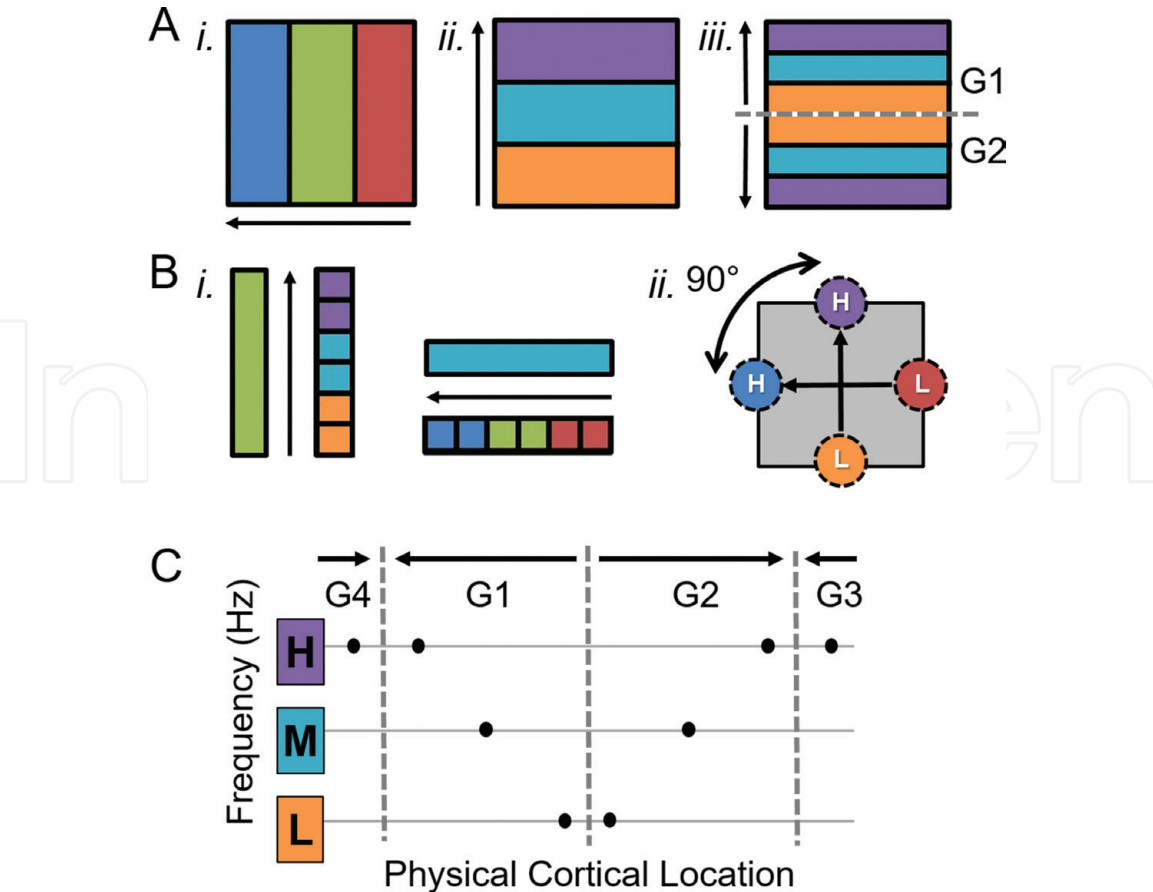 A
i.
ii.
iii.
G1
G2
B
i.
ii. 90°
H
H
L
L
C
G4 G1 G2 G3
Frequency (Hz)
H
M
L
Physical Cortical Location